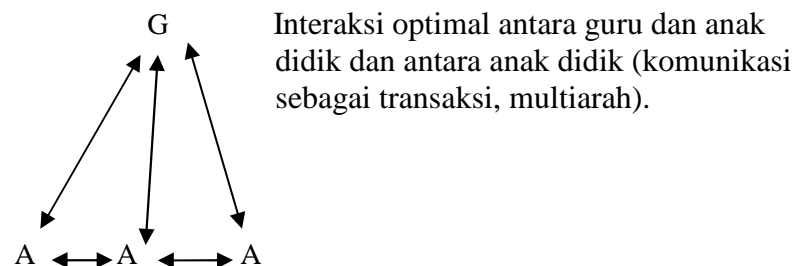 G
Interaksi optimal antara guru dan anak
didik dan antara anak didik (komunikasi
sebagai transaksi, multiarah).
A A A